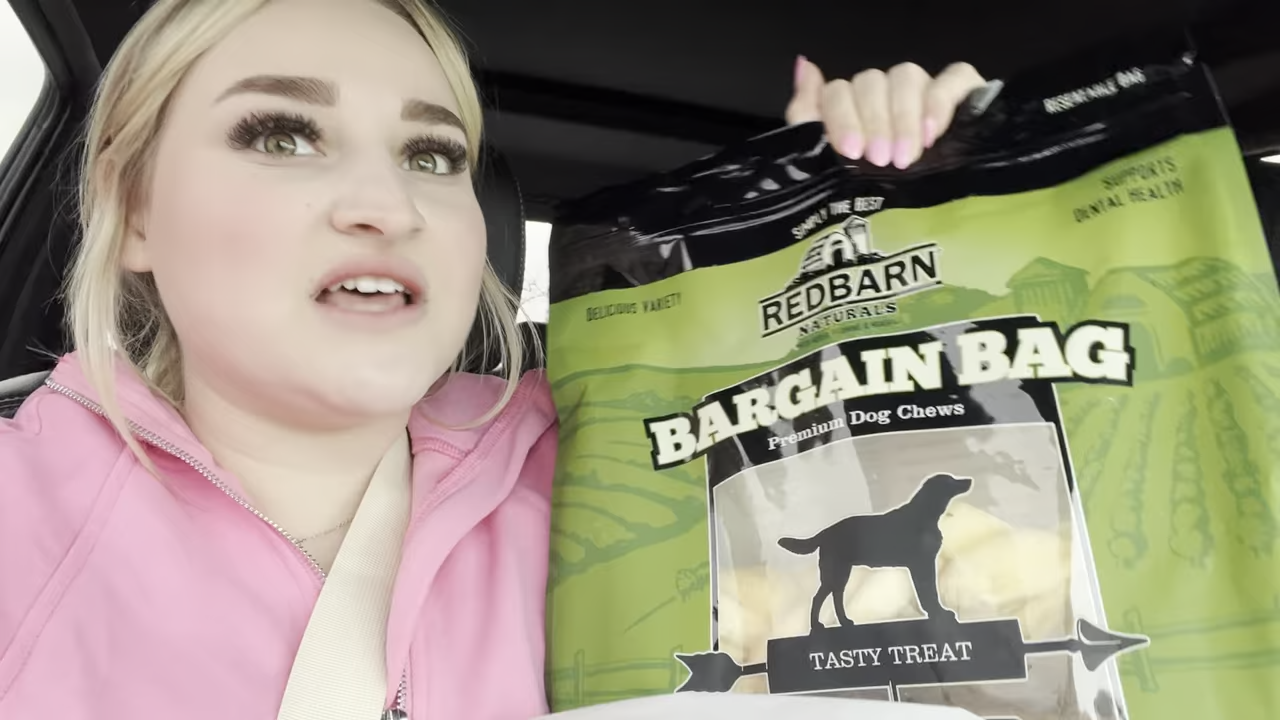 RESEALABLE BAG
SUPPORTS
DENTAL HEALTH
SIMPLY THE BEST
DELICIOUS VARIETY
REDBARN
NATURALS
BARGAIN BAG
Premium Dog Chews
TASTY TREAT